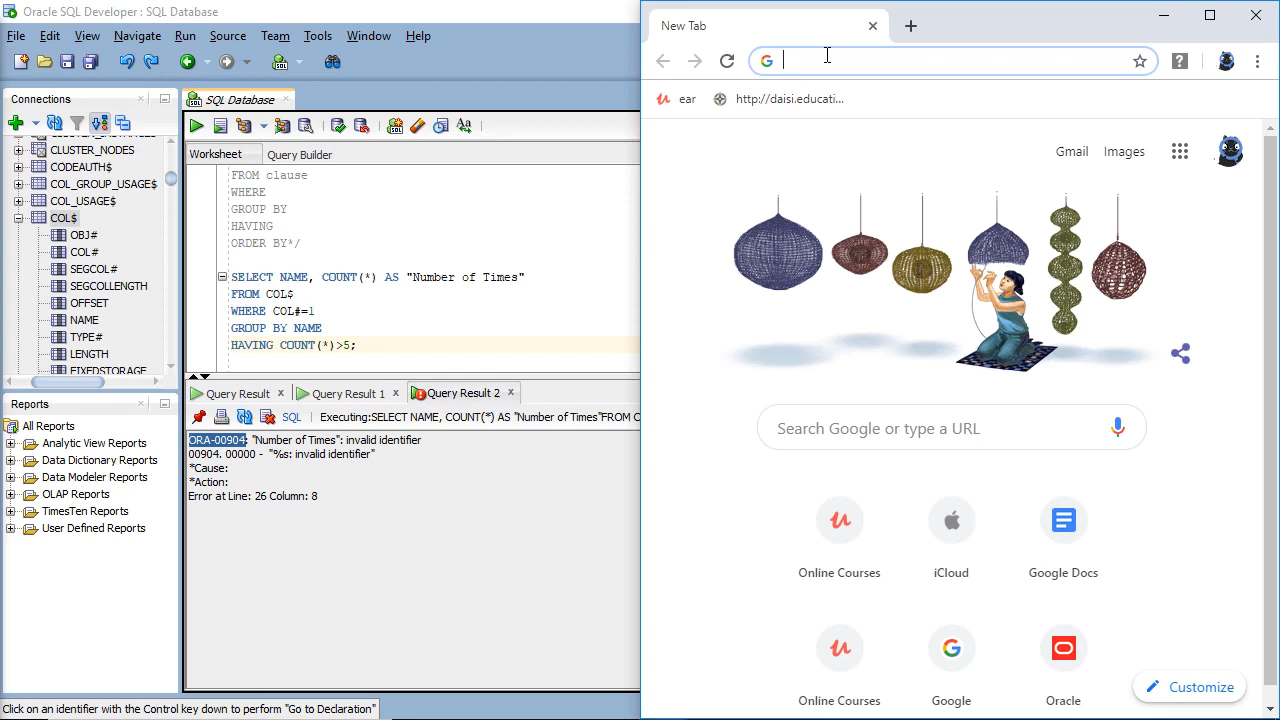 Oracle SQL Developer : SQL Database
File Edit View Navigate Run Source Team Tools Window Help
Connections
CLUSTER_NODES
CODEAUTH$
COL_GROUP_USAGE$
COL_USAGE$
COL$
OBJ#
COL#
SEGCOL#
SEGCOLLENGTH
OFFSET
NAME
TYPE#
LENGTH
FIXEDSTORAGE
Reports
All Reports
Analytic View Reports
Data Dictionary Reports
Data Modeler Reports
OLAP Reports
TimesTen Reports
User Defined Reports
SQL Database
Worksheet Query Builder
FROM clause
WHERE
GROUP BY
HAVING
ORDER BY*/
SELECT NAME, COUNT(*) AS "Number of Times"
FROM COL$
WHERE COL#=1
GROUP BY NAME
HAVING COUNT(*)>5;
Query Result Query Result 1 Query Result 2
SQL Executing:SELECT NAME, COUNT(*) AS "Number of Times"FROM C
ORA-00904: "Number of Times": invalid identifier
00904. 00000 - "%s: invalid identifier"
*Cause:
*Action:
Error at Line: 26 Column: 8
Click on an identifier with the Control key down to perform "Go to Declaration"
New Tab
ear http://daisi.educati...
Gmail Images
Search Google or type a URL
Online Courses iCloud Google Docs
Online Courses Google Oracle
Customize